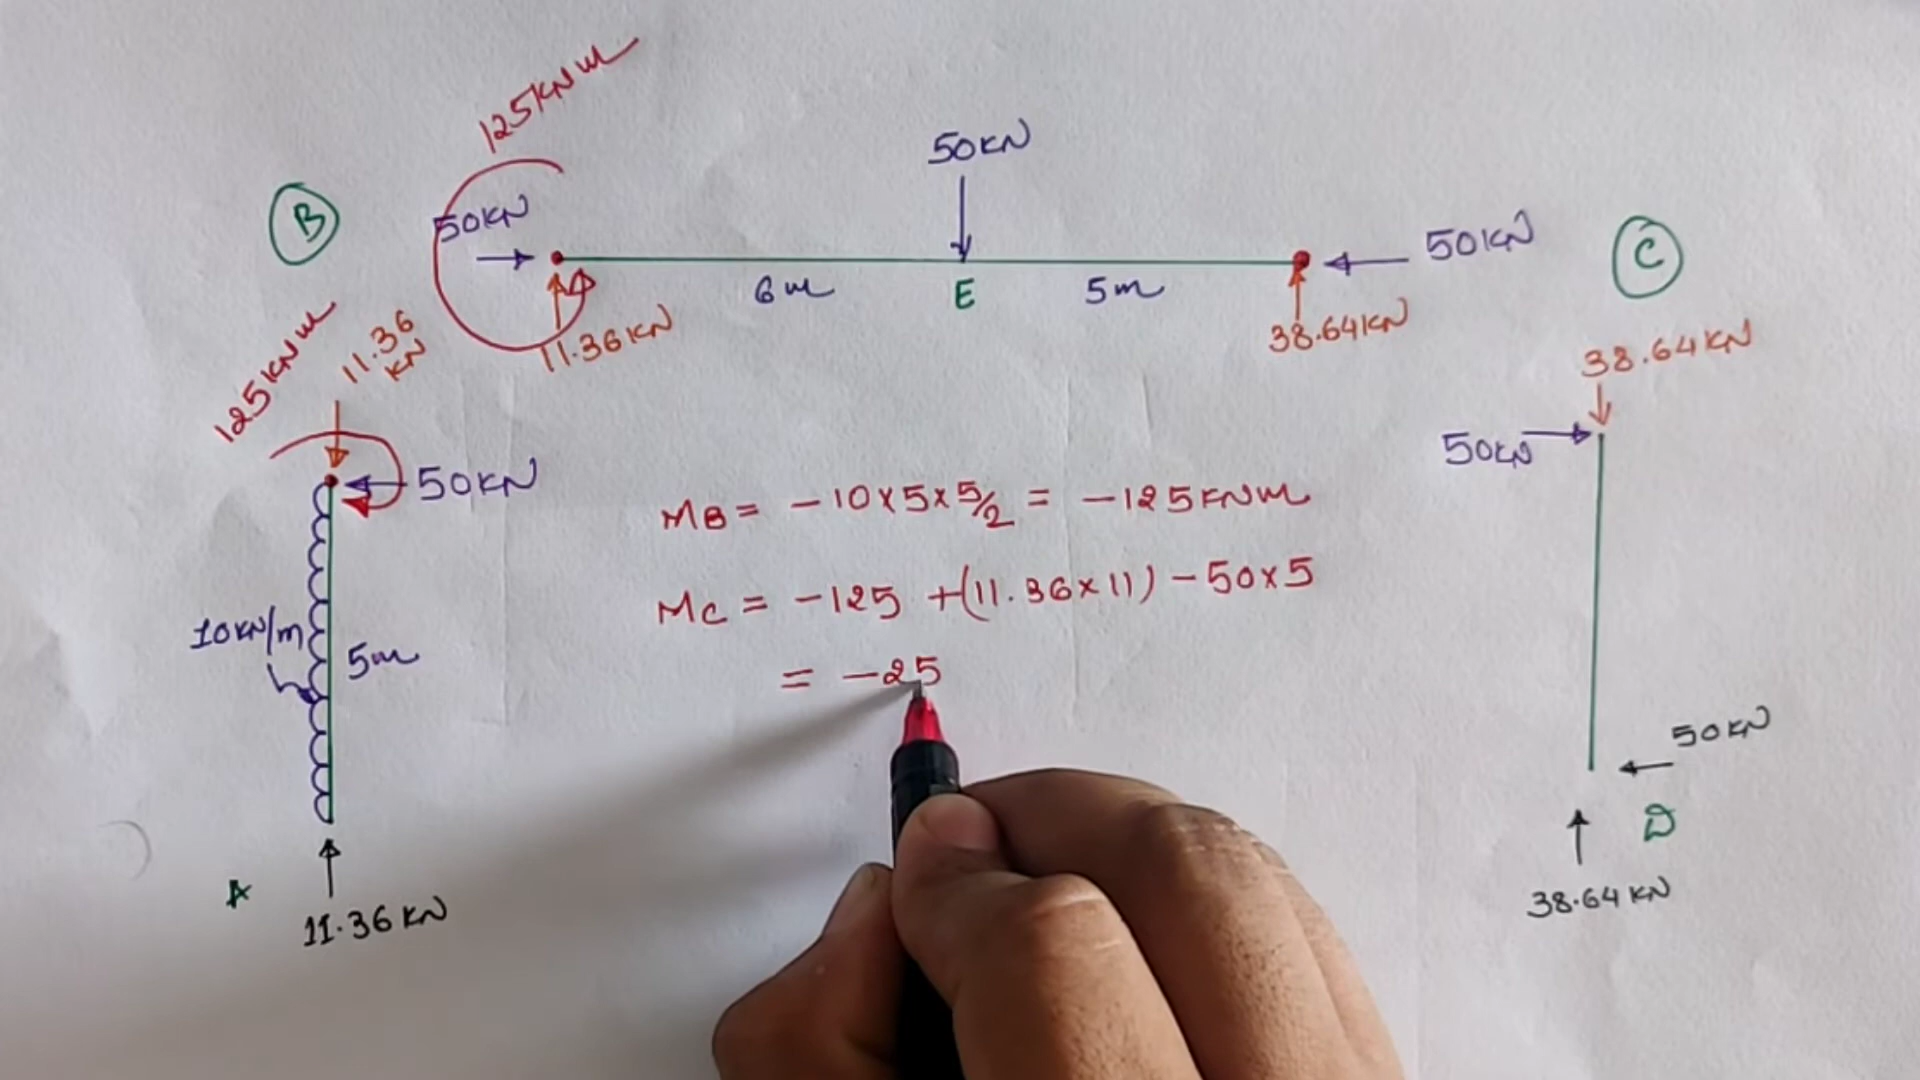 125KNm
50KN
B
50KN
50KN
C
6m
E
5m
11.36KN
38.64KN
125KNm
11.36
KN
38.64KN
50KN
50KN
MB = -10×5×5/2 = -125KNm
MC = -125 +(11.36×11) -50×5
= -25
10KN/m
5m
50KN
D
A
11.36KN
38.64KN